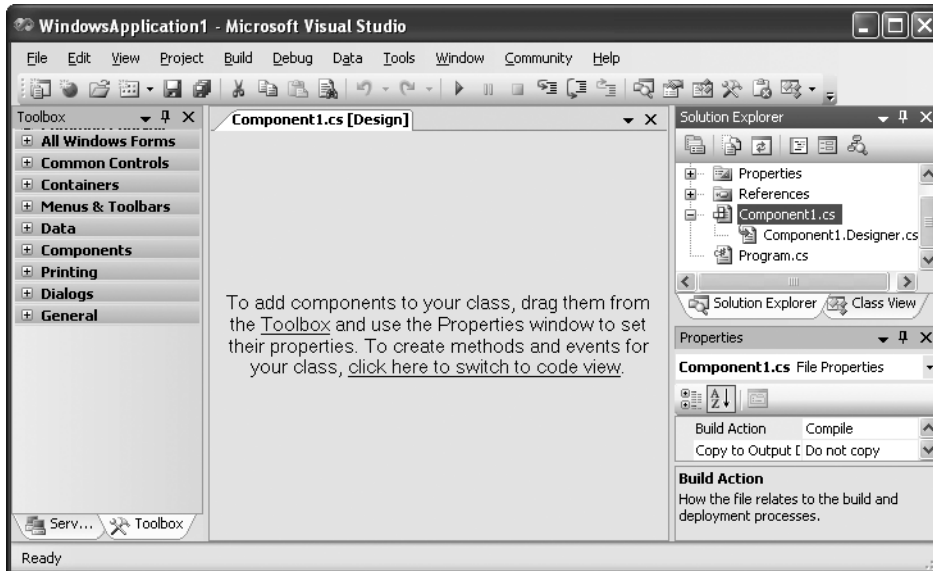 WindowsApplication1 - Microsoft Visual Studio
File Edit View Project Build Debug Data Tools Window Community Help
Toolbox
All Windows Forms
Common Controls
Containers
Menus & Toolbars
Data
Components
Printing
Dialogs
General
Serv... Toolbox
Component1.cs [Design]
To add components to your class, drag them from
the Toolbox and use the Properties window to set
their properties. To create methods and events for
your class, click here to switch to code view.
Solution Explorer
Properties
References
Component1.cs
Component1.Designer.cs
Program.cs
Solution Explorer Class View
Properties
Component1.cs File Properties
Build Action Compile
Copy to Output D Do not copy
Build Action
How the file relates to the build and
deployment processes.
Ready